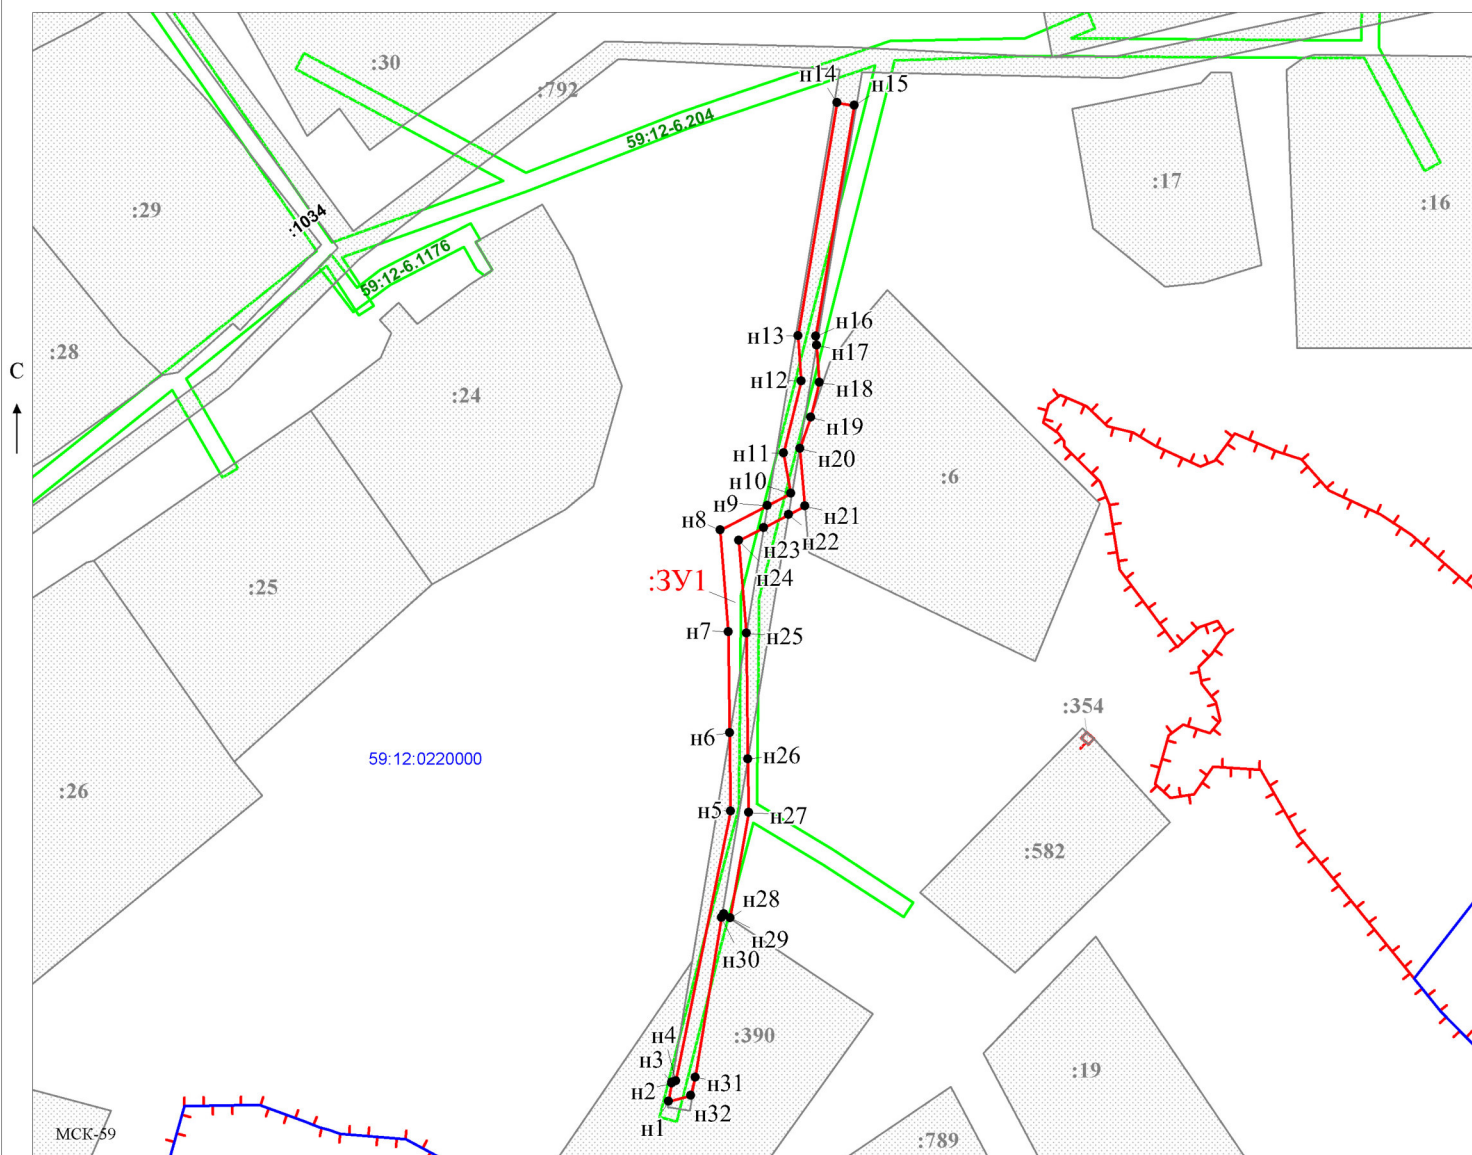 :30
:792
н14
н15
59:12-6.204
:17
:16
:29
:1034
59:12-6.1176
н13
н16
:28
н17
С
н12
н18
:24
н19
н11
н20
:6
н10
н9
н8
н21
н22
н23
:ЗУ1
н24
:25
н7
н25
:354
н6
59:12:0220000
н26
:26
н5
н27
:582
н28
н29
н30
н4
:390
н3
:19
н2
н31
н32
н1
МСК-59
:789